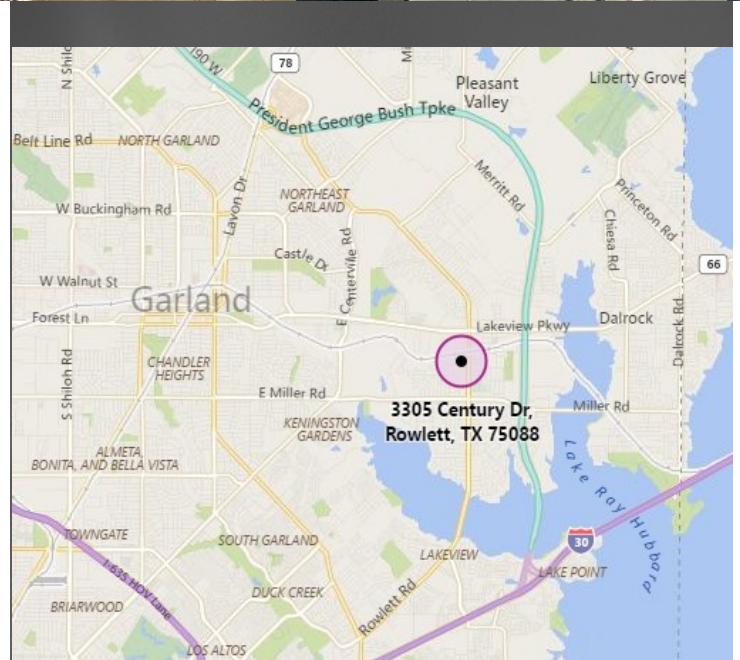 190 W
78
Pleasant
Valley
Liberty Grove
President George Bush Tpke
Belt Line Rd
NORTH GARLAND
Merritt Rd
Princeton Rd
NORTHEAST
GARLAND
Lavon Dr
W Buckingham Rd
Chiesa Rd
E Centerville Rd
Castle Dr
66
W Walnut St
Garland
Forest Ln
Lakeview Pkwy
Dalrock
Dalrock Rd
CHANDLER
HEIGHTS
S Shiloh Rd
E Miller Rd
3305 Century Dr,
Rowlett, TX 75088
Miller Rd
KENINGSTON
GARDENS
ALMETA,
BONITA, AND BELLA VISTA
Lake Ray Hubbard
TOWNGATE
SOUTH GARLAND
30
LAKEVIEW
LAKE POINT
I-635 HOV Lane
DUCK CREEK
BRIARWOOD
Rowlett Rd
LOS ALTOS